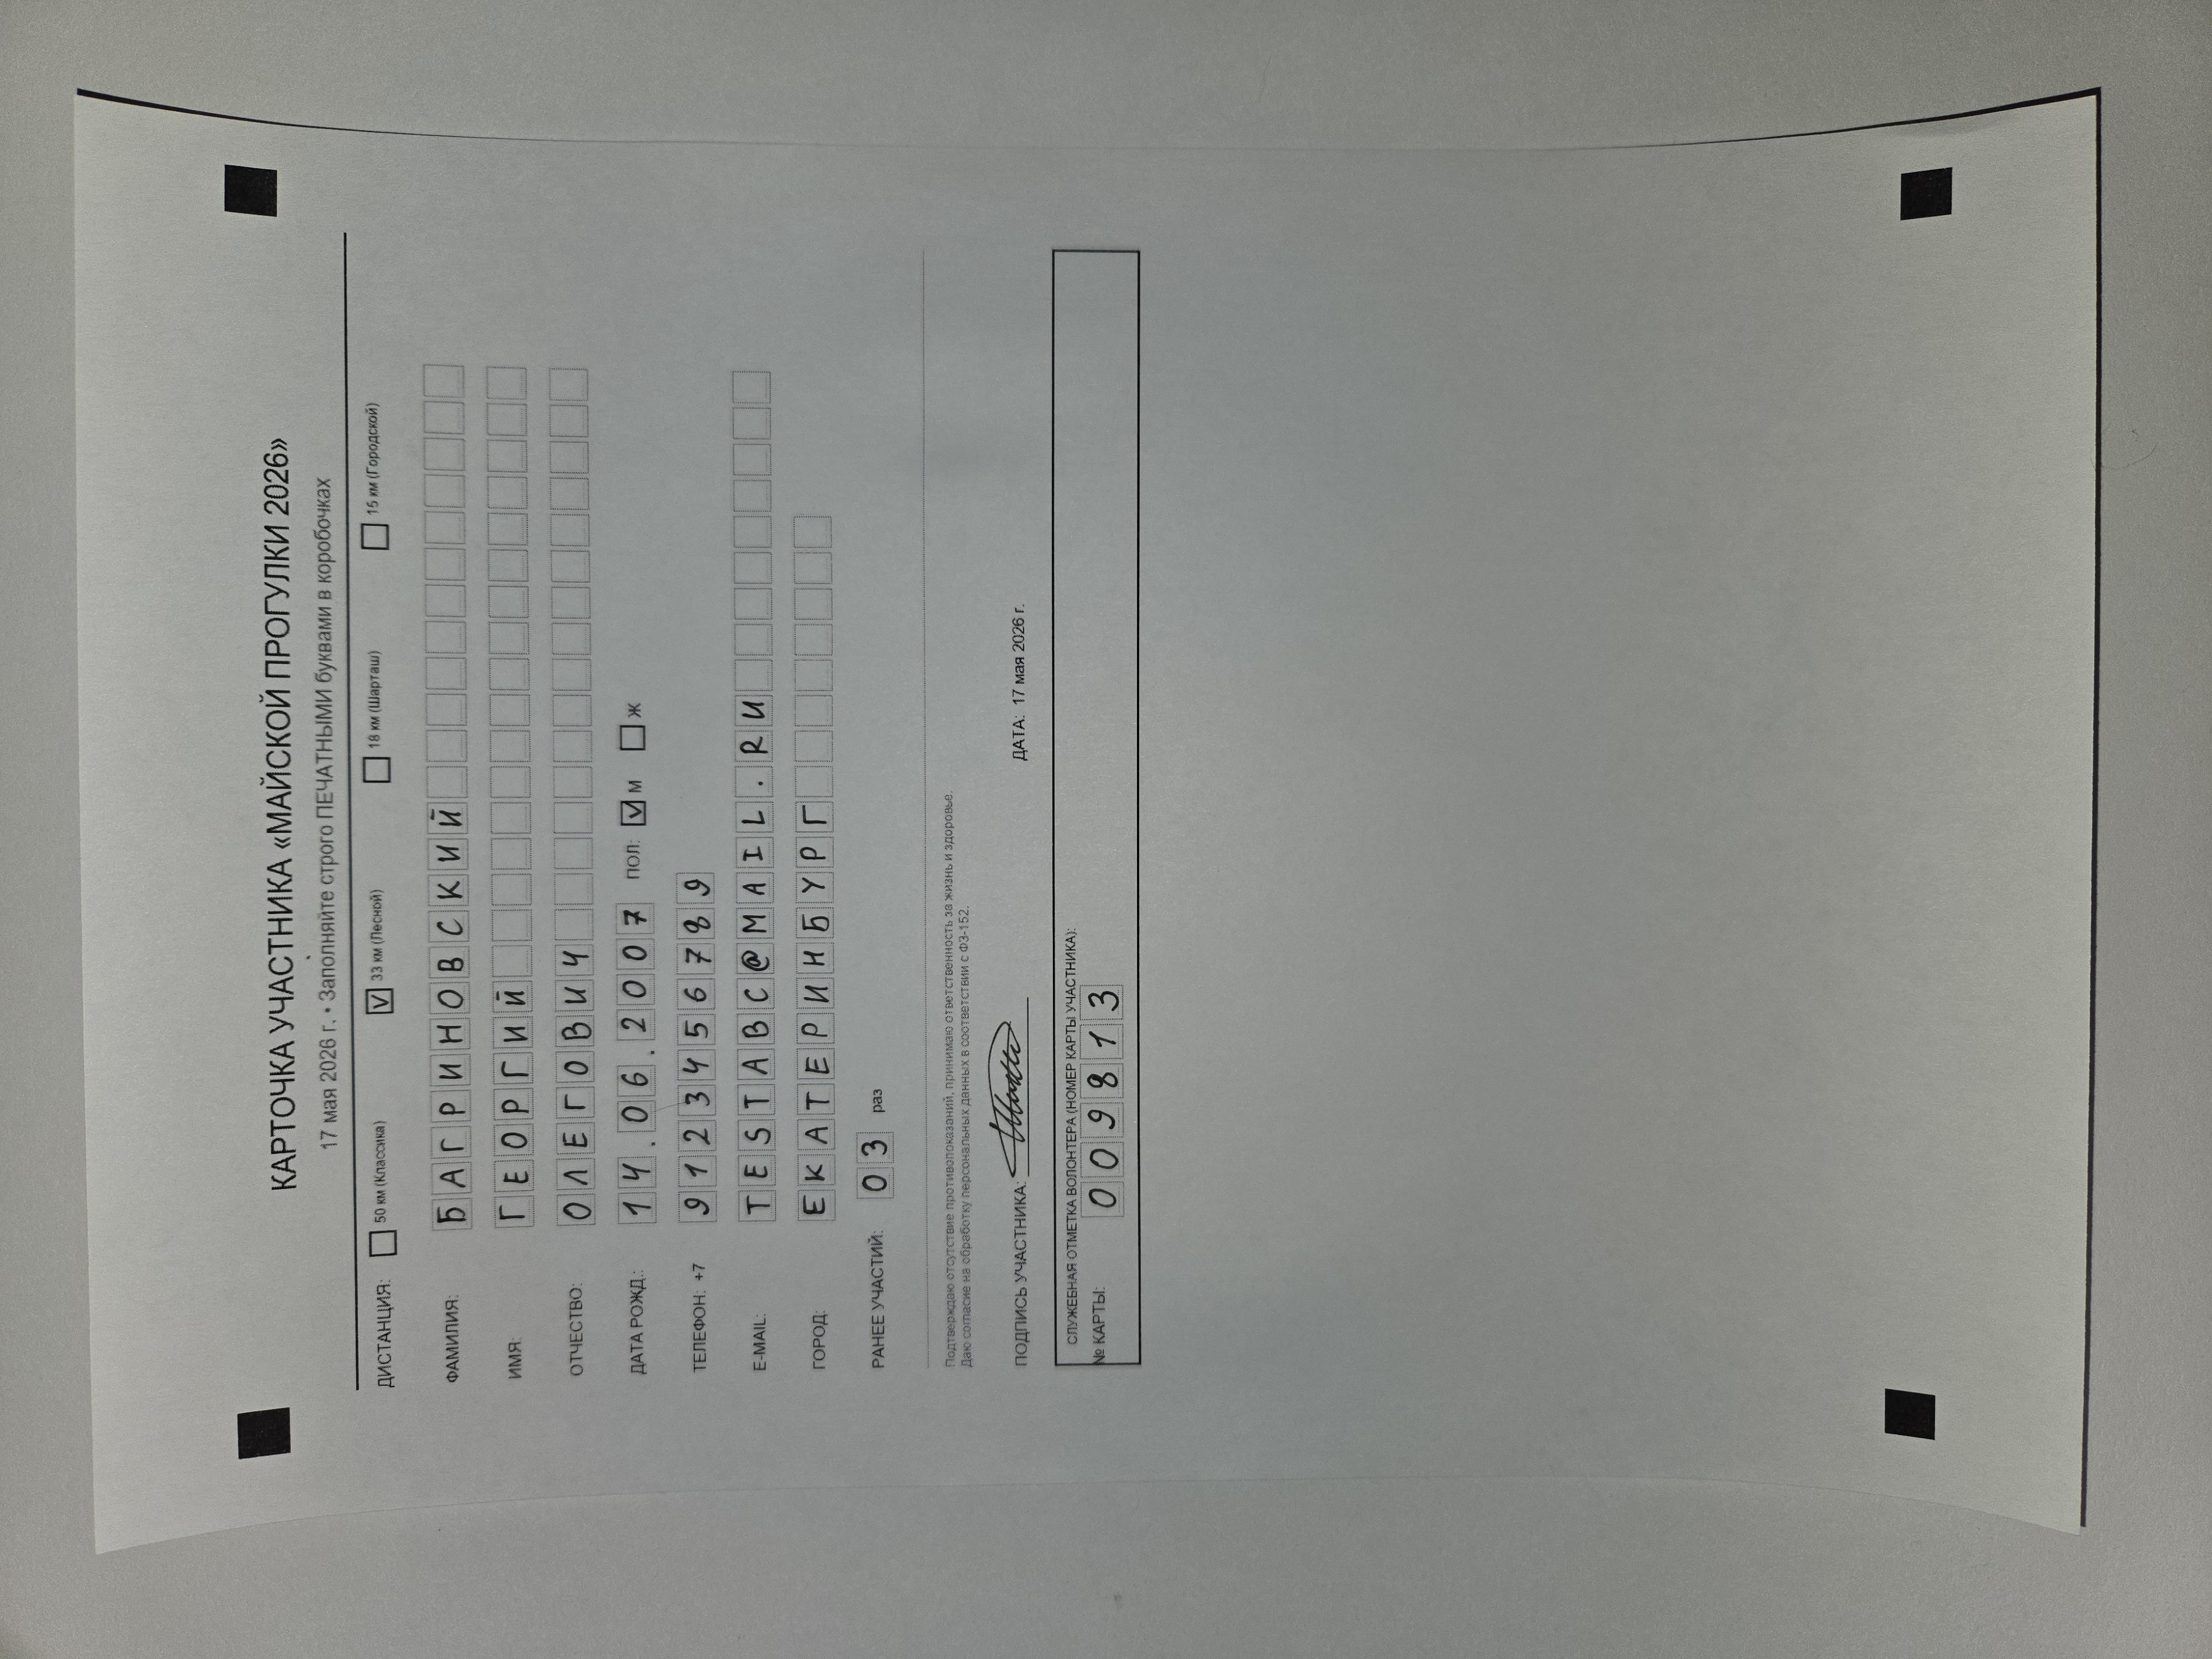 КАРТОЧКА УЧАСТНИКА «МАЙСКОЙ ПРОГУЛКИ 2026»
17 мая 2026 г. • Заполняйте строго ПЕЧАТНЫМИ буквами в коробочках
ДИСТАНЦИЯ: 50 км (Классика) V 33 км (Лесной) 18 км (Шарташ) 15 км (Городской)
ФАМИЛИЯ: БАГРИНОВСКИЙ
ИМЯ: ГЕОРГИЙ
ОТЧЕСТВО: ОЛЕГОВИЧ
ДАТА РОЖД.: 14.06.2007 ПОЛ: V М Ж
ТЕЛЕФОН: +7 9123456789
E-MAIL: TESTABC@MAIL.RU
ГОРОД: ЕКАТЕРИНБУРГ
РАНЕЕ УЧАСТИЙ: 03 раз
Подтверждаю отсутствие противопоказаний, принимаю ответственность за жизнь и здоровье.
Даю согласие на обработку персональных данных в соответствии с ФЗ-152.
ПОДПИСЬ УЧАСТНИКА: ДАТА: 17 мая 2026 г.
СЛУЖЕБНАЯ ОТМЕТКА ВОЛОНТЕРА (НОМЕР КАРТЫ УЧАСТНИКА):
№ КАРТЫ: 009813